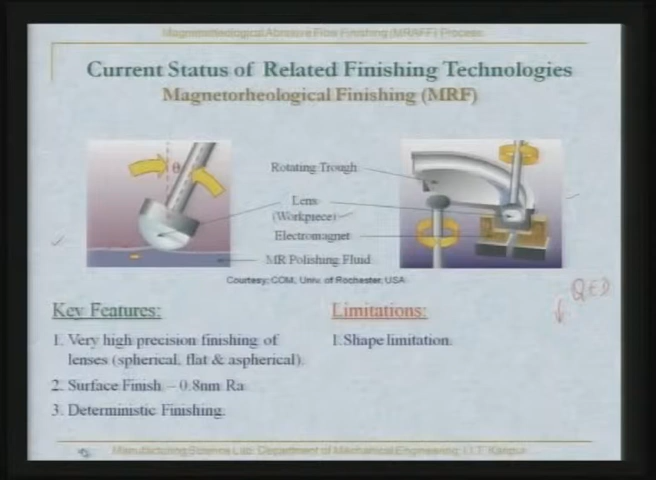 Magnetorheological Abrasive Flow Finishing (MRAFF) Process
Current Status of Related Finishing Technologies
Magnetorheological Finishing (MRF)
θ
Rotating Trough
Lens
(Workpiece)
Electromagnet
MR Polishing Fluid
Courtesy: COM, Univ. of Rochester, USA
QED
Key Features:
1. Very high precision finishing of
lenses (spherical, flat & aspherical).
2. Surface Finish ~ 0.8nm Ra
3. Deterministic Finishing.
Limitations:
1.Shape limitation.
Manufacturing Science Lab, Department of Mechanical Engineering, I.I.T. Kanpur